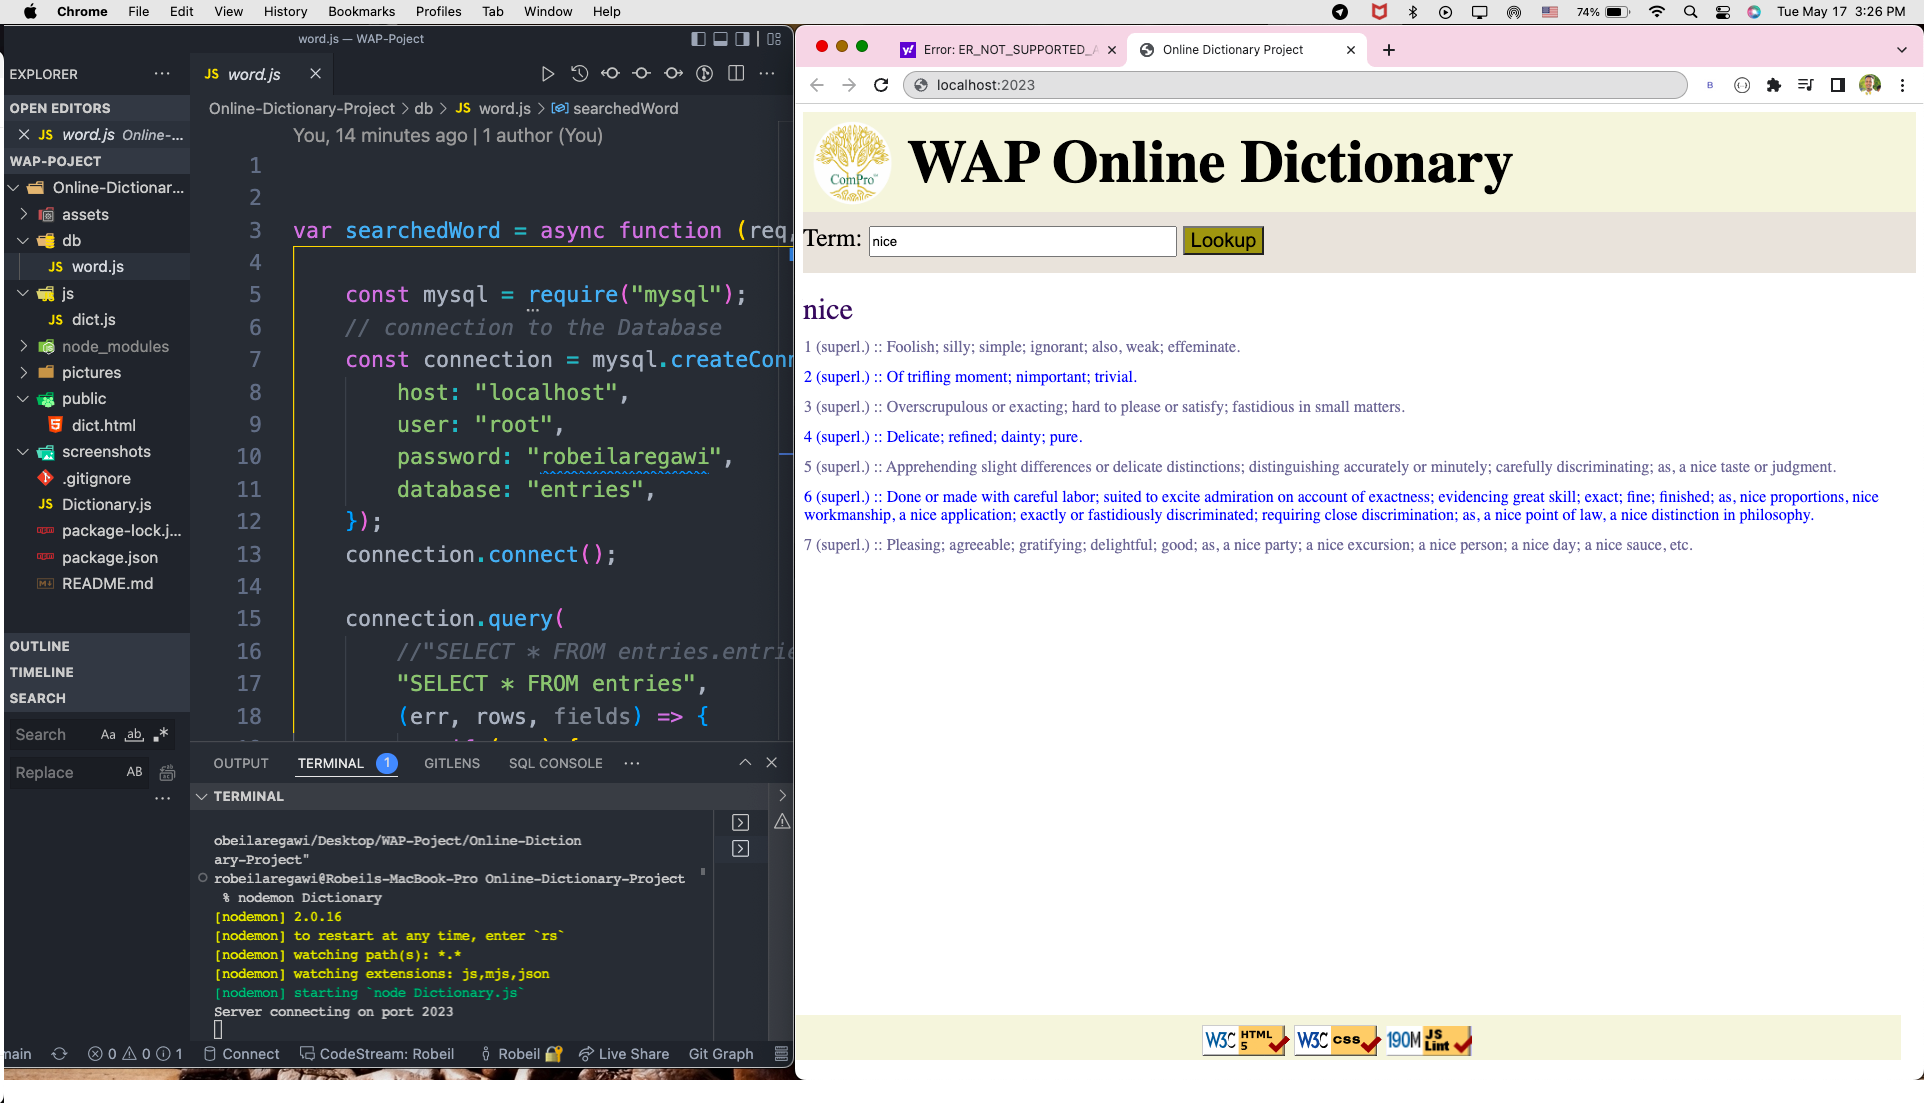 Chrome File Edit View History Bookmarks Profiles Tab Window Help 74% Tue May 17 3:26 PM
word.js — WAP-Poject
EXPLORER
OPEN EDITORS
JS word.js Online-...
WAP-POJECT
Online-Dictionar...
assets
db
JS word.js
js
JS dict.js
node_modules
pictures
public
dict.html
screenshots
.gitignore
JS Dictionary.js
package-lock.j...
package.json
README.md
OUTLINE
TIMELINE
SEARCH
Search Aa ab
Replace AB
JS word.js
Online-Dictionary-Project > db > JS word.js > searchedWord
You, 14 minutes ago | 1 author (You)
1
2
3 var searchedWord = async function (req,
4
5 const mysql = require("mysql");
6 // connection to the Database
7 const connection = mysql.createConn
8 host: "localhost",
9 user: "root",
10 password: "robeilaregawi",
11 database: "entries",
12 });
13 connection.connect();
14
15 connection.query(
16 //"SELECT * FROM entries.entrie
17 "SELECT * FROM entries",
18 (err, rows, fields) => {
OUTPUT TERMINAL 1 GITLENS SQL CONSOLE
TERMINAL
obeilaregawi/Desktop/WAP-Poject/Online-Diction
ary-Project"
robeilaregawi@Robeils-MacBook-Pro Online-Dictionary-Project
% nodemon Dictionary
[nodemon] 2.0.16
[nodemon] to restart at any time, enter `rs`
[nodemon] watching path(s): *.*
[nodemon] watching extensions: js,mjs,json
[nodemon] starting `node Dictionary.js`
Server connecting on port 2023
main 0 0 1 Connect CodeStream: Robeil Robeil Live Share Git Graph
Error: ER_NOT_SUPPORTED_A
Online Dictionary Project
localhost:2023
ComPro
WAP Online Dictionary
Term: nice Lookup
nice
1 (superl.) :: Foolish; silly; simple; ignorant; also, weak; effeminate.
2 (superl.) :: Of trifling moment; nimportant; trivial.
3 (superl.) :: Overscrupulous or exacting; hard to please or satisfy; fastidious in small matters.
4 (superl.) :: Delicate; refined; dainty; pure.
5 (superl.) :: Apprehending slight differences or delicate distinctions; distinguishing accurately or minutely; carefully discriminating; as, a nice taste or judgment.
6 (superl.) :: Done or made with careful labor; suited to excite admiration on account of exactness; evidencing great skill; exact; fine; finished; as, nice proportions, nice
workmanship, a nice application; exactly or fastidiously discriminated; requiring close discrimination; as, a nice point of law, a nice distinction in philosophy.
7 (superl.) :: Pleasing; agreeable; gratifying; delightful; good; as, a nice party; a nice excursion; a nice person; a nice day; a nice sauce, etc.
W3C HTML 5 W3C CSS 190M JS Lint